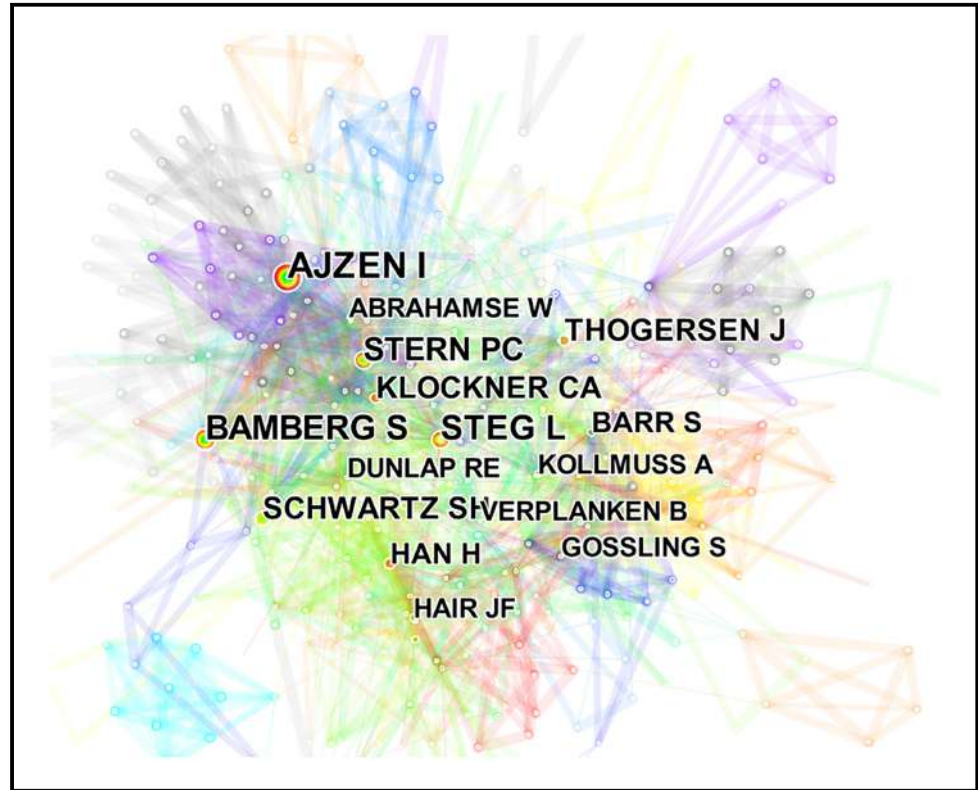 AJZEN I
ABRAHAMSE W
THOGERSEN J
STERN PC
KLOCKNER CA
BAMBERG S
STEG L
BARR S
DUNLAP RE
KOLLMUSS A
SCHWARTZ SH
VERPLANKEN B
HAN H
GOSSLING S
HAIR JF